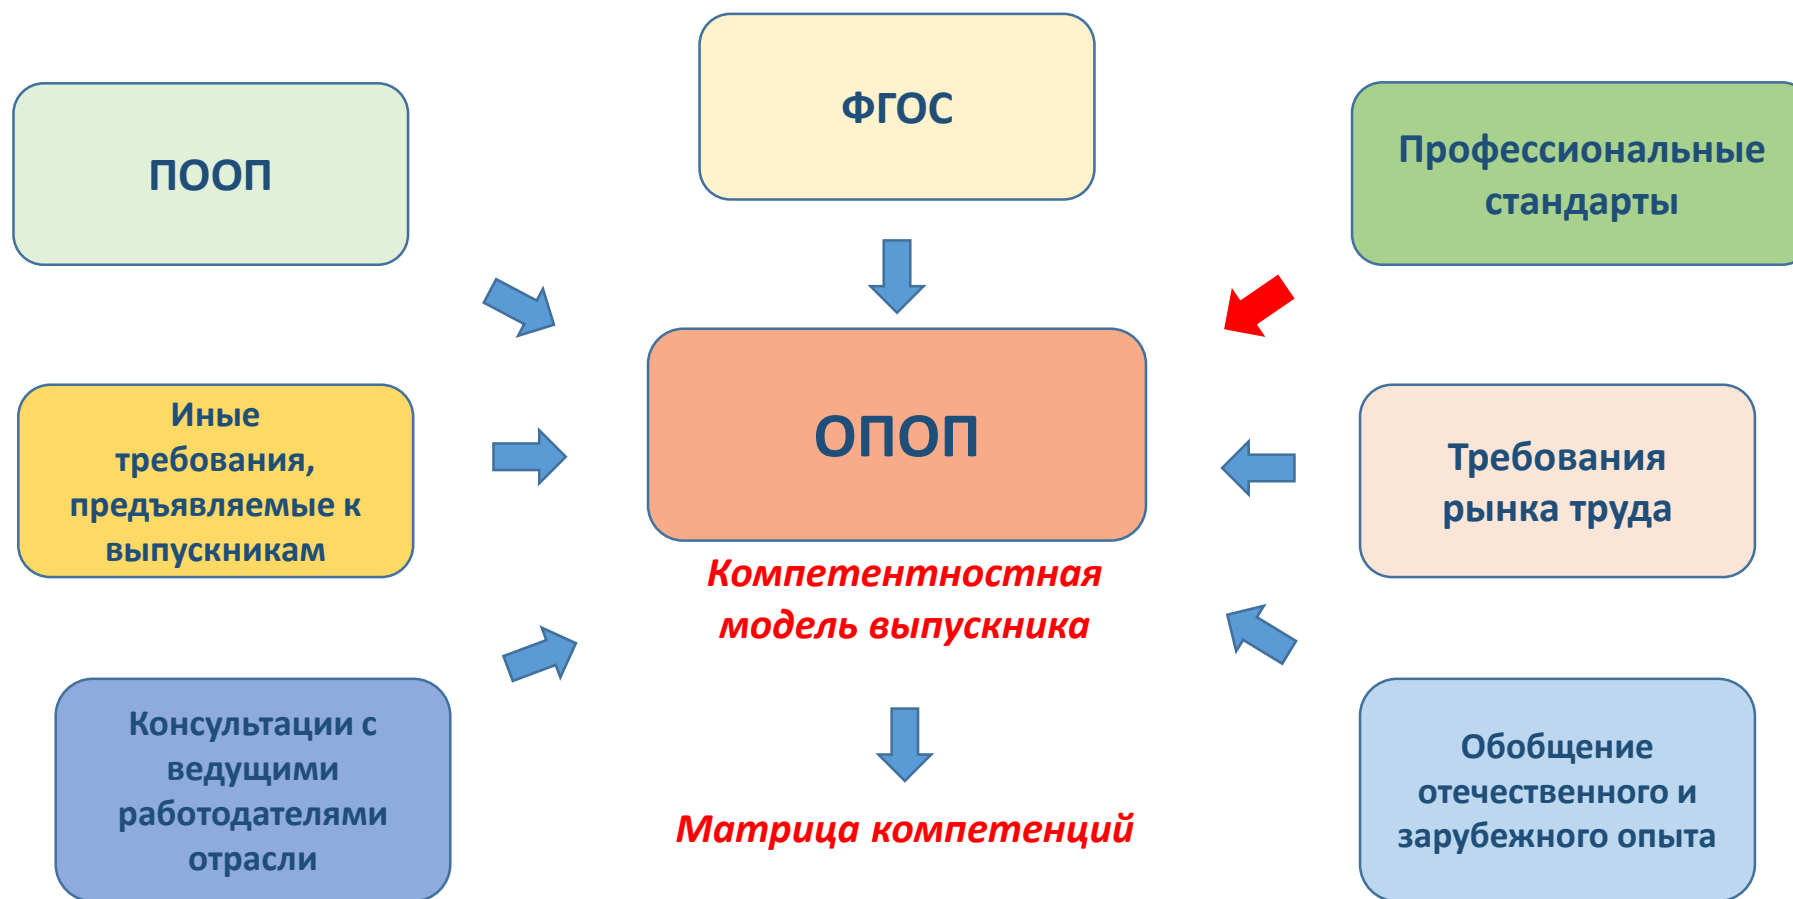 ФГОС
ПООП
Профессиональные
стандарты
Иные
требования,
предъявляемые к
выпускникам
ОПОП
Требования
рынка труда
Компетентностная
модель выпускника
Консультации с
ведущими
работодателями
отрасли
Матрица компетенций
Обобщение
отечественного и
зарубежного опыта